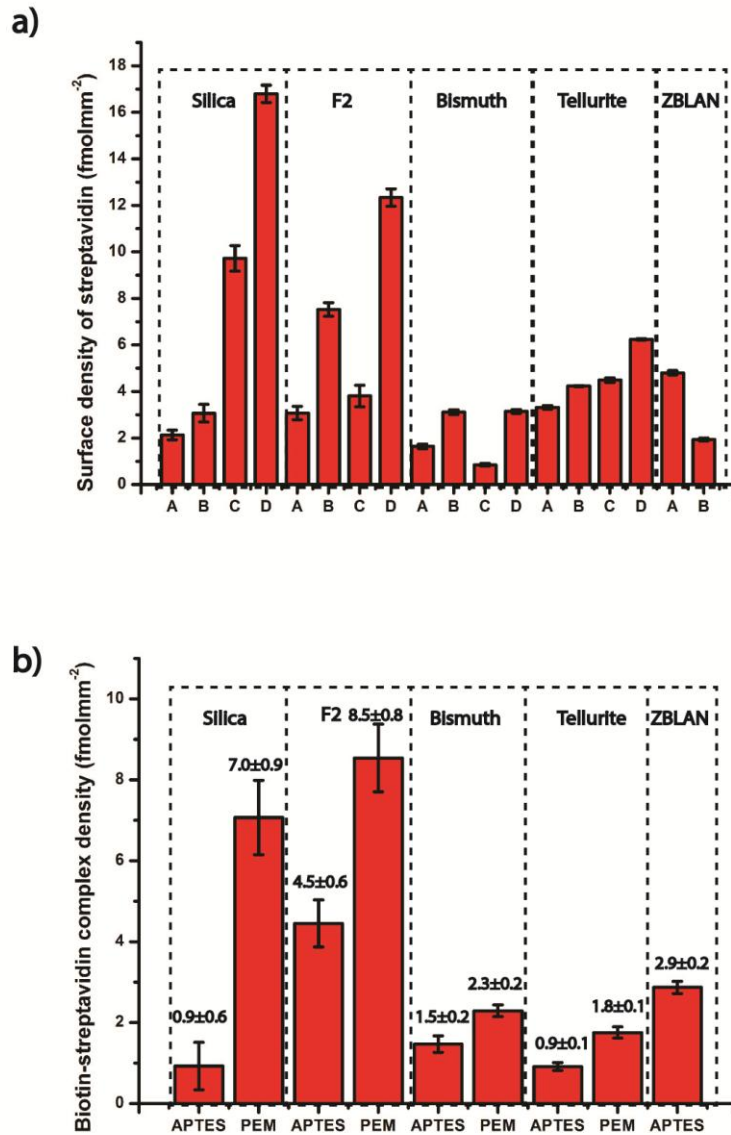 a)
Surface density of streptavidin (fmolmm⁻²)
18
16
14
12
10
8
6
4
2
0
Silica F2 Bismuth Tellurite ZBLAN
A B C D A B C D A B C D A B C D A B
b)
Biotin-streptavidin complex density (fmolmm⁻²)
10
8
6
4
2
0
Silica F2 Bismuth Tellurite ZBLAN
0.9±0.6 7.0±0.9 4.5±0.6 8.5±0.8 1.5±0.2 2.3±0.2 0.9±0.1 1.8±0.1 2.9±0.2
APTES PEM APTES PEM APTES PEM APTES PEM APTES